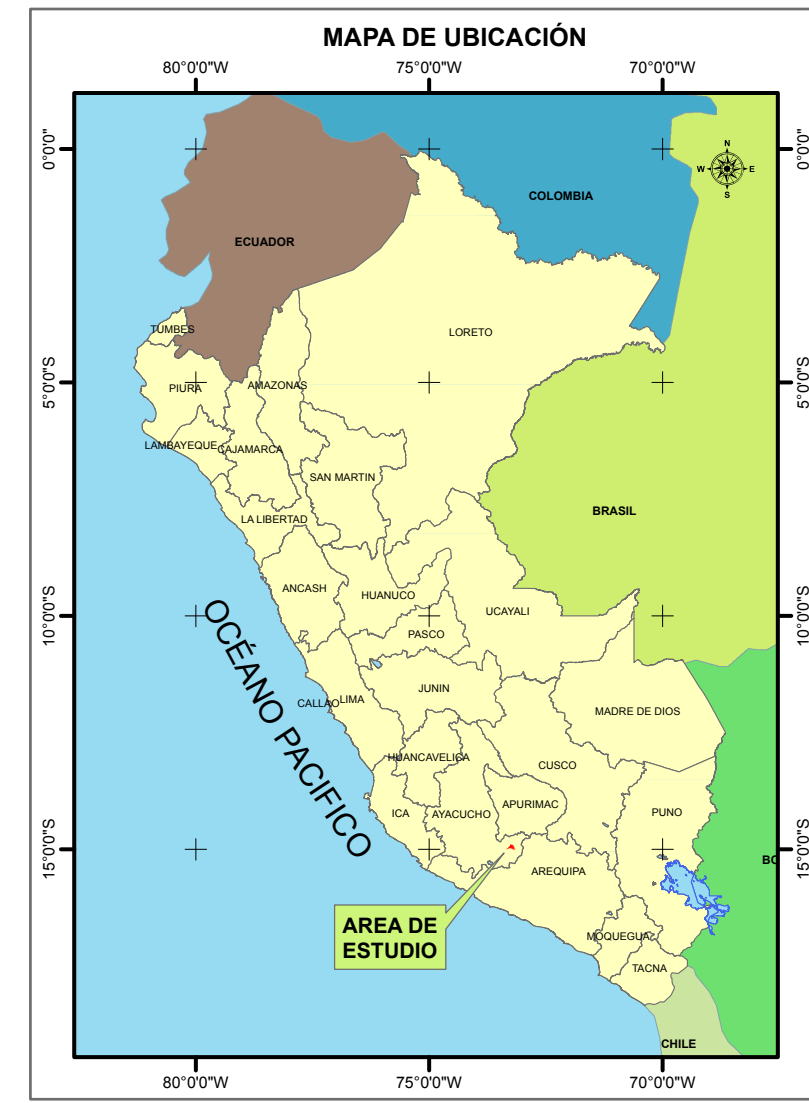 MAPA DE UBICACIÓN
80°0'0"W 75°0'0"W 70°0'0"W
0°0'0" 0°0'0"
N
W E
S
COLOMBIA
ECUADOR
TUMBES
LORETO
5°0'0"S 5°0'0"S
PIURA
AMAZONAS
LAMBAYEQUE
CAJAMARCA
SAN MARTIN
LA LIBERTAD
BRASIL
ANCASH
HUANUCO
UCAYALI
10°0'0"S 10°0'0"S
PASCO
OCÉANO PACIFICO
JUNIN
CALLAO
LIMA
MADRE DE DIOS
HUANCAVELICA
CUSCO
ICA
AYACUCHO
APURIMAC
PUNO
15°0'0"S 15°0'0"S
BO
AREQUIPA
AREA DE
ESTUDIO
MOQUEGUA
TACNA
CHILE
80°0'0"W 75°0'0"W 70°0'0"W